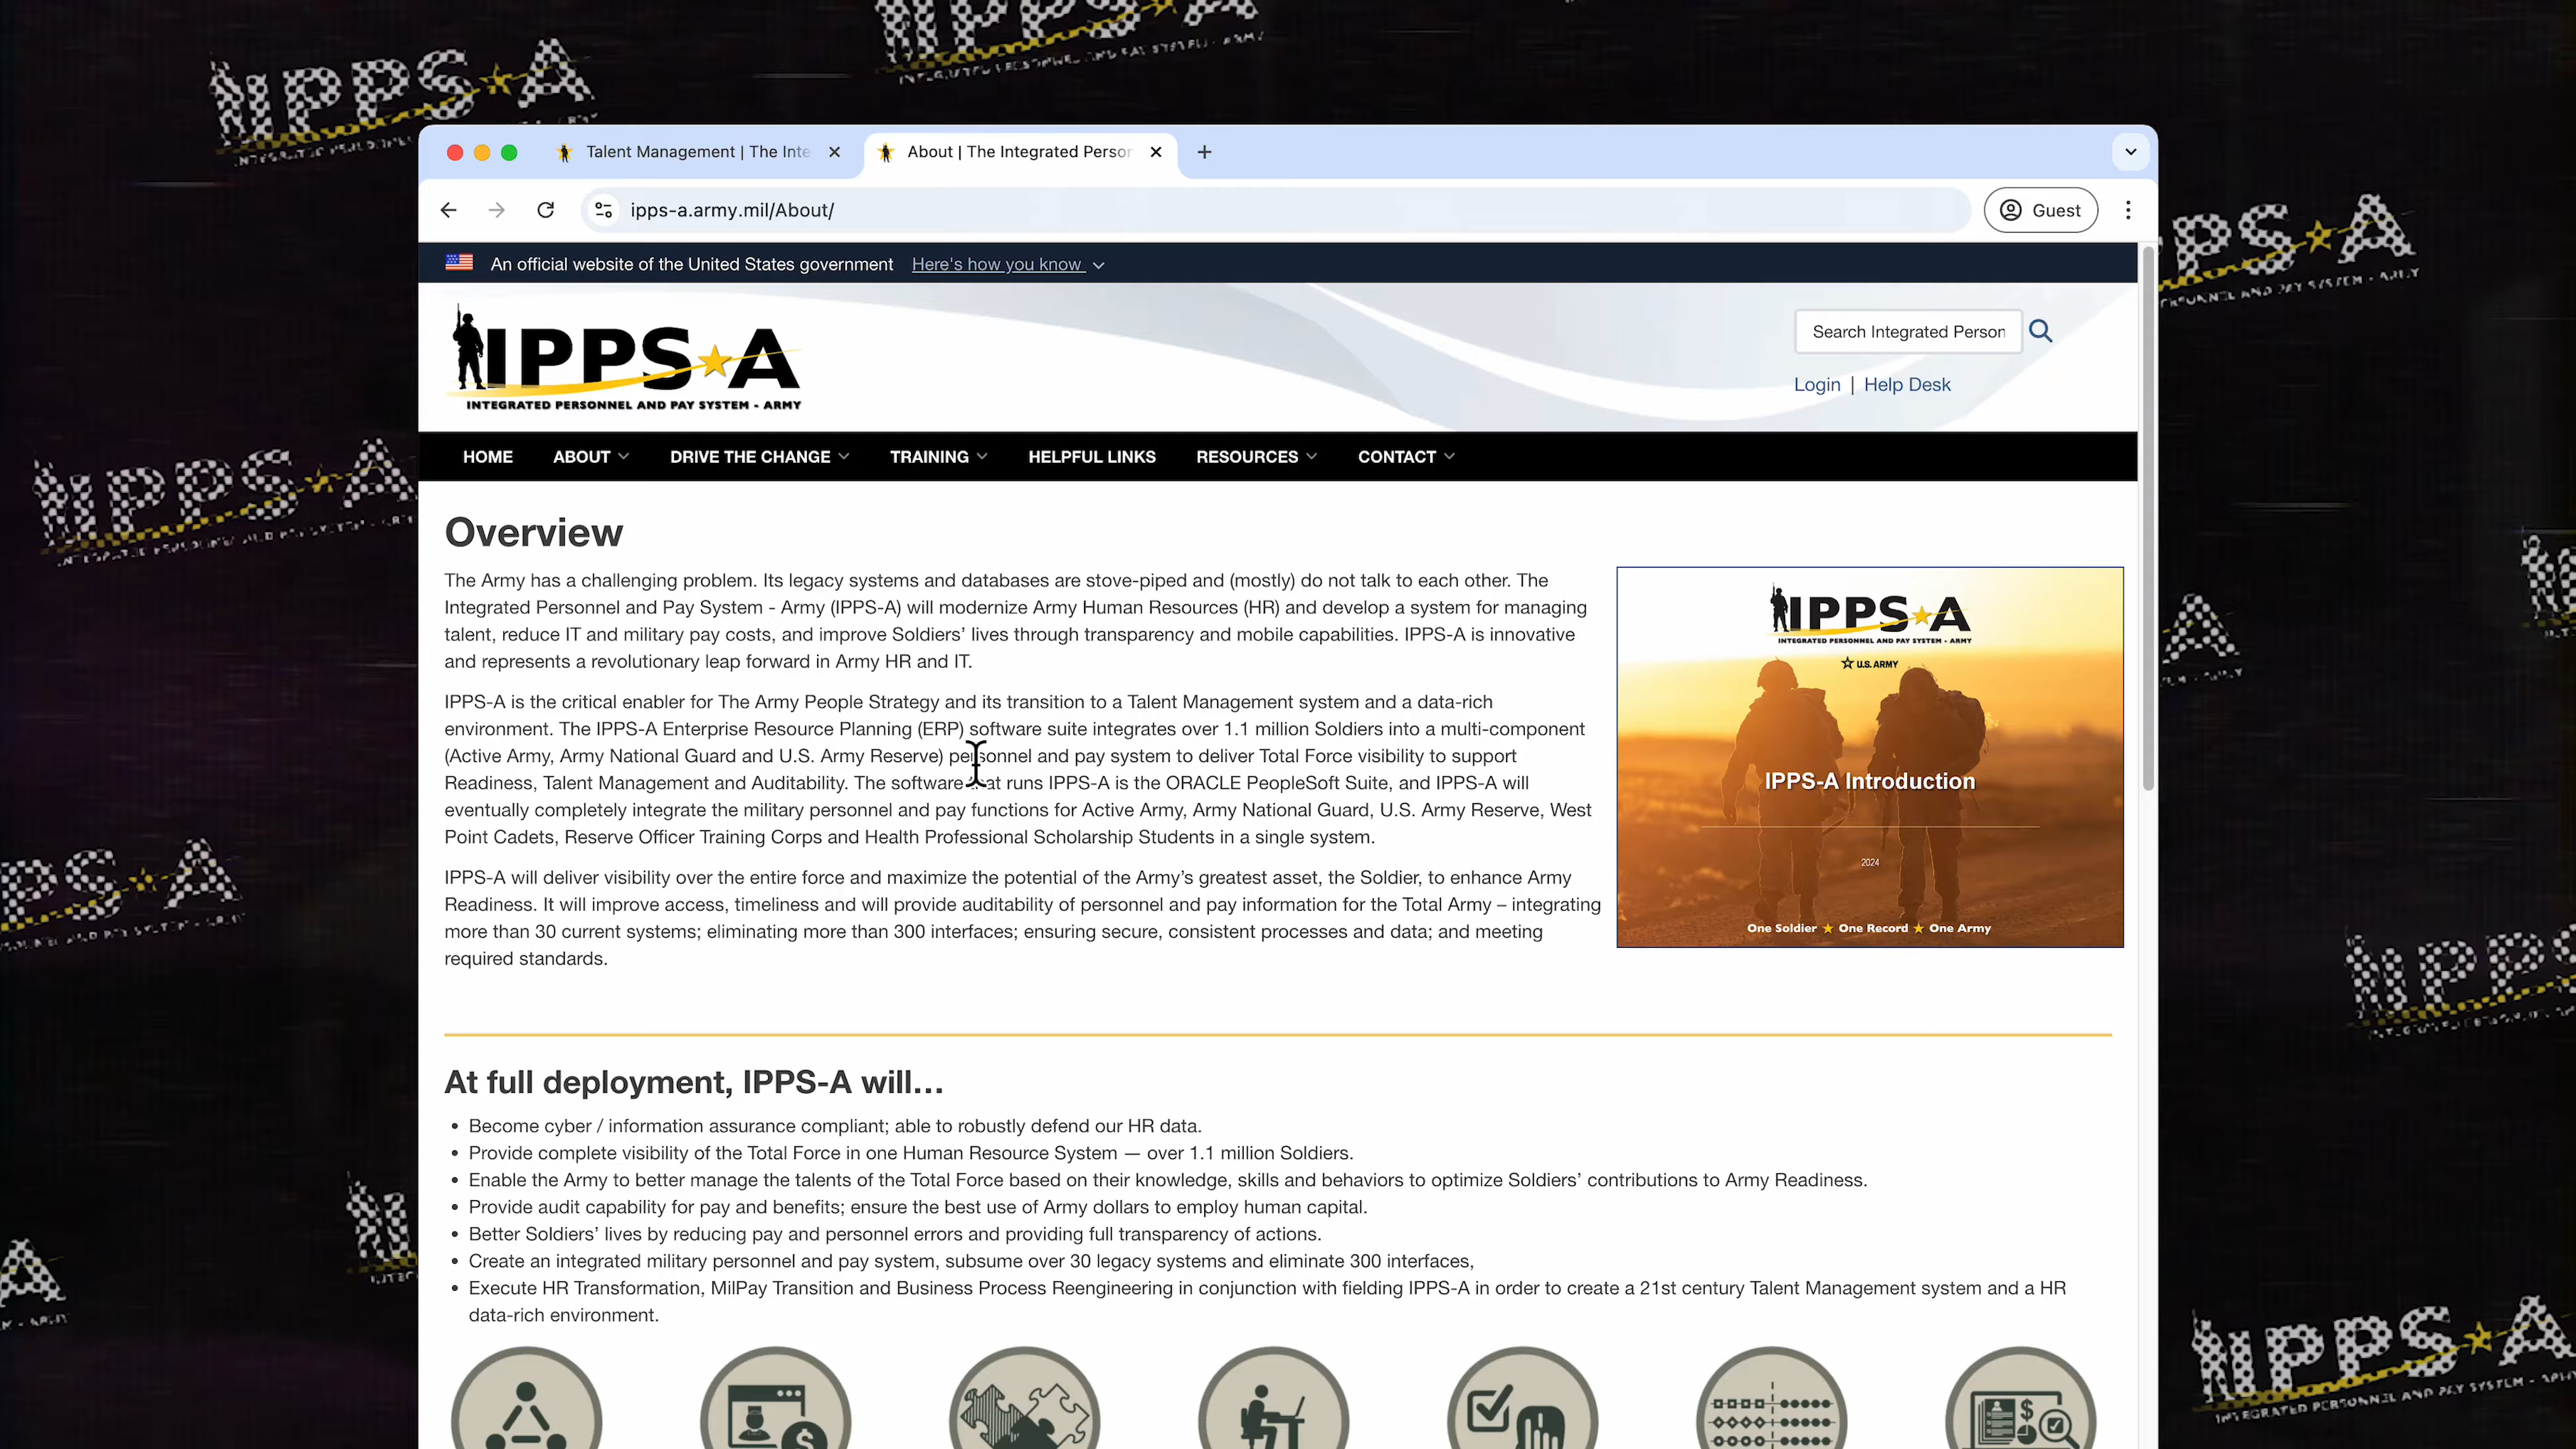 IPPS★A
IPPS★A
INTEGRATED PERSONNEL AND PAY SYSTEM - ARMY
Talent Management | The Inte
About | The Integrated Person
ipps-a.army.mil/About/
Guest
An official website of the United States government Here's how you know
IPPS★A
INTEGRATED PERSONNEL AND PAY SYSTEM - ARMY
Search Integrated Person
Login | Help Desk
HOME ABOUT DRIVE THE CHANGE TRAINING HELPFUL LINKS RESOURCES CONTACT
Overview
The Army has a challenging problem. Its legacy systems and databases are stove-piped and (mostly) do not talk to each other. The
Integrated Personnel and Pay System - Army (IPPS-A) will modernize Army Human Resources (HR) and develop a system for managing
talent, reduce IT and military pay costs, and improve Soldiers’ lives through transparency and mobile capabilities. IPPS-A is innovative
and represents a revolutionary leap forward in Army HR and IT.
IPPS-A is the critical enabler for The Army People Strategy and its transition to a Talent Management system and a data-rich
environment. The IPPS-A Enterprise Resource Planning (ERP) software suite integrates over 1.1 million Soldiers into a multi-component
(Active Army, Army National Guard and U.S. Army Reserve) personnel and pay system to deliver Total Force visibility to support
Readiness, Talent Management and Auditability. The software that runs IPPS-A is the ORACLE PeopleSoft Suite, and IPPS-A will
eventually completely integrate the military personnel and pay functions for Active Army, Army National Guard, U.S. Army Reserve, West
Point Cadets, Reserve Officer Training Corps and Health Professional Scholarship Students in a single system.
IPPS-A will deliver visibility over the entire force and maximize the potential of the Army’s greatest asset, the Soldier, to enhance Army
Readiness. It will improve access, timeliness and will provide auditability of personnel and pay information for the Total Army – integrating
more than 30 current systems; eliminating more than 300 interfaces; ensuring secure, consistent processes and data; and meeting
required standards.
IPPS★A
INTEGRATED PERSONNEL AND PAY SYSTEM - ARMY
U.S. ARMY
IPPS-A Introduction
2024
One Soldier ★ One Record ★ One Army
At full deployment, IPPS-A will...
• Become cyber / information assurance compliant; able to robustly defend our HR data.
• Provide complete visibility of the Total Force in one Human Resource System — over 1.1 million Soldiers.
• Enable the Army to better manage the talents of the Total Force based on their knowledge, skills and behaviors to optimize Soldiers’ contributions to Army Readiness.
• Provide audit capability for pay and benefits; ensure the best use of Army dollars to employ human capital.
• Better Soldiers’ lives by reducing pay and personnel errors and providing full transparency of actions.
• Create an integrated military personnel and pay system, subsume over 30 legacy systems and eliminate 300 interfaces,
• Execute HR Transformation, MilPay Transition and Business Process Reengineering in conjunction with fielding IPPS-A in order to create a 21st century Talent Management system and a HR
data-rich environment.
IPPS★A
INTEGRATED PERSONNEL AND PAY SYSTEM - ARMY